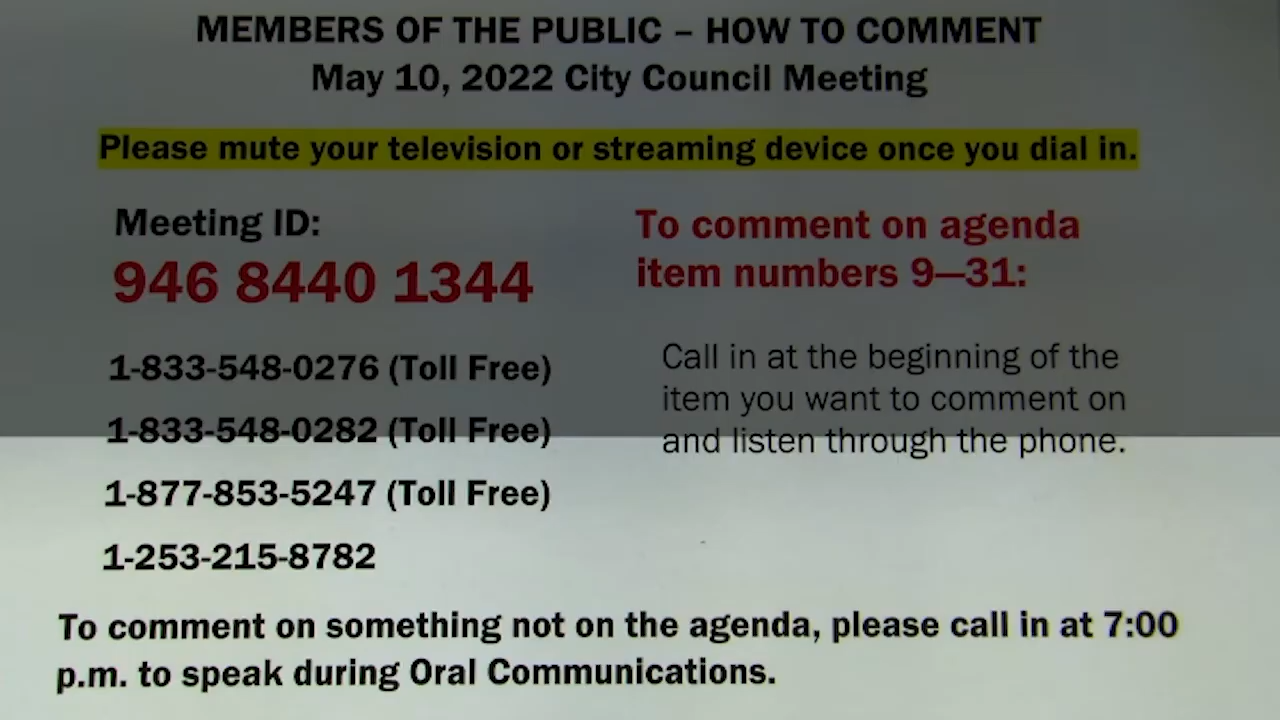 MEMBERS OF THE PUBLIC – HOW TO COMMENT
May 10, 2022 City Council Meeting
Please mute your television or streaming device once you dial in.
Meeting ID:
946 8440 1344
1-833-548-0276 (Toll Free)
1-833-548-0282 (Toll Free)
1-877-853-5247 (Toll Free)
1-253-215-8782
To comment on agenda
item numbers 9—31:
Call in at the beginning of the
item you want to comment on
and listen through the phone.
To comment on something not on the agenda, please call in at 7:00
p.m. to speak during Oral Communications.